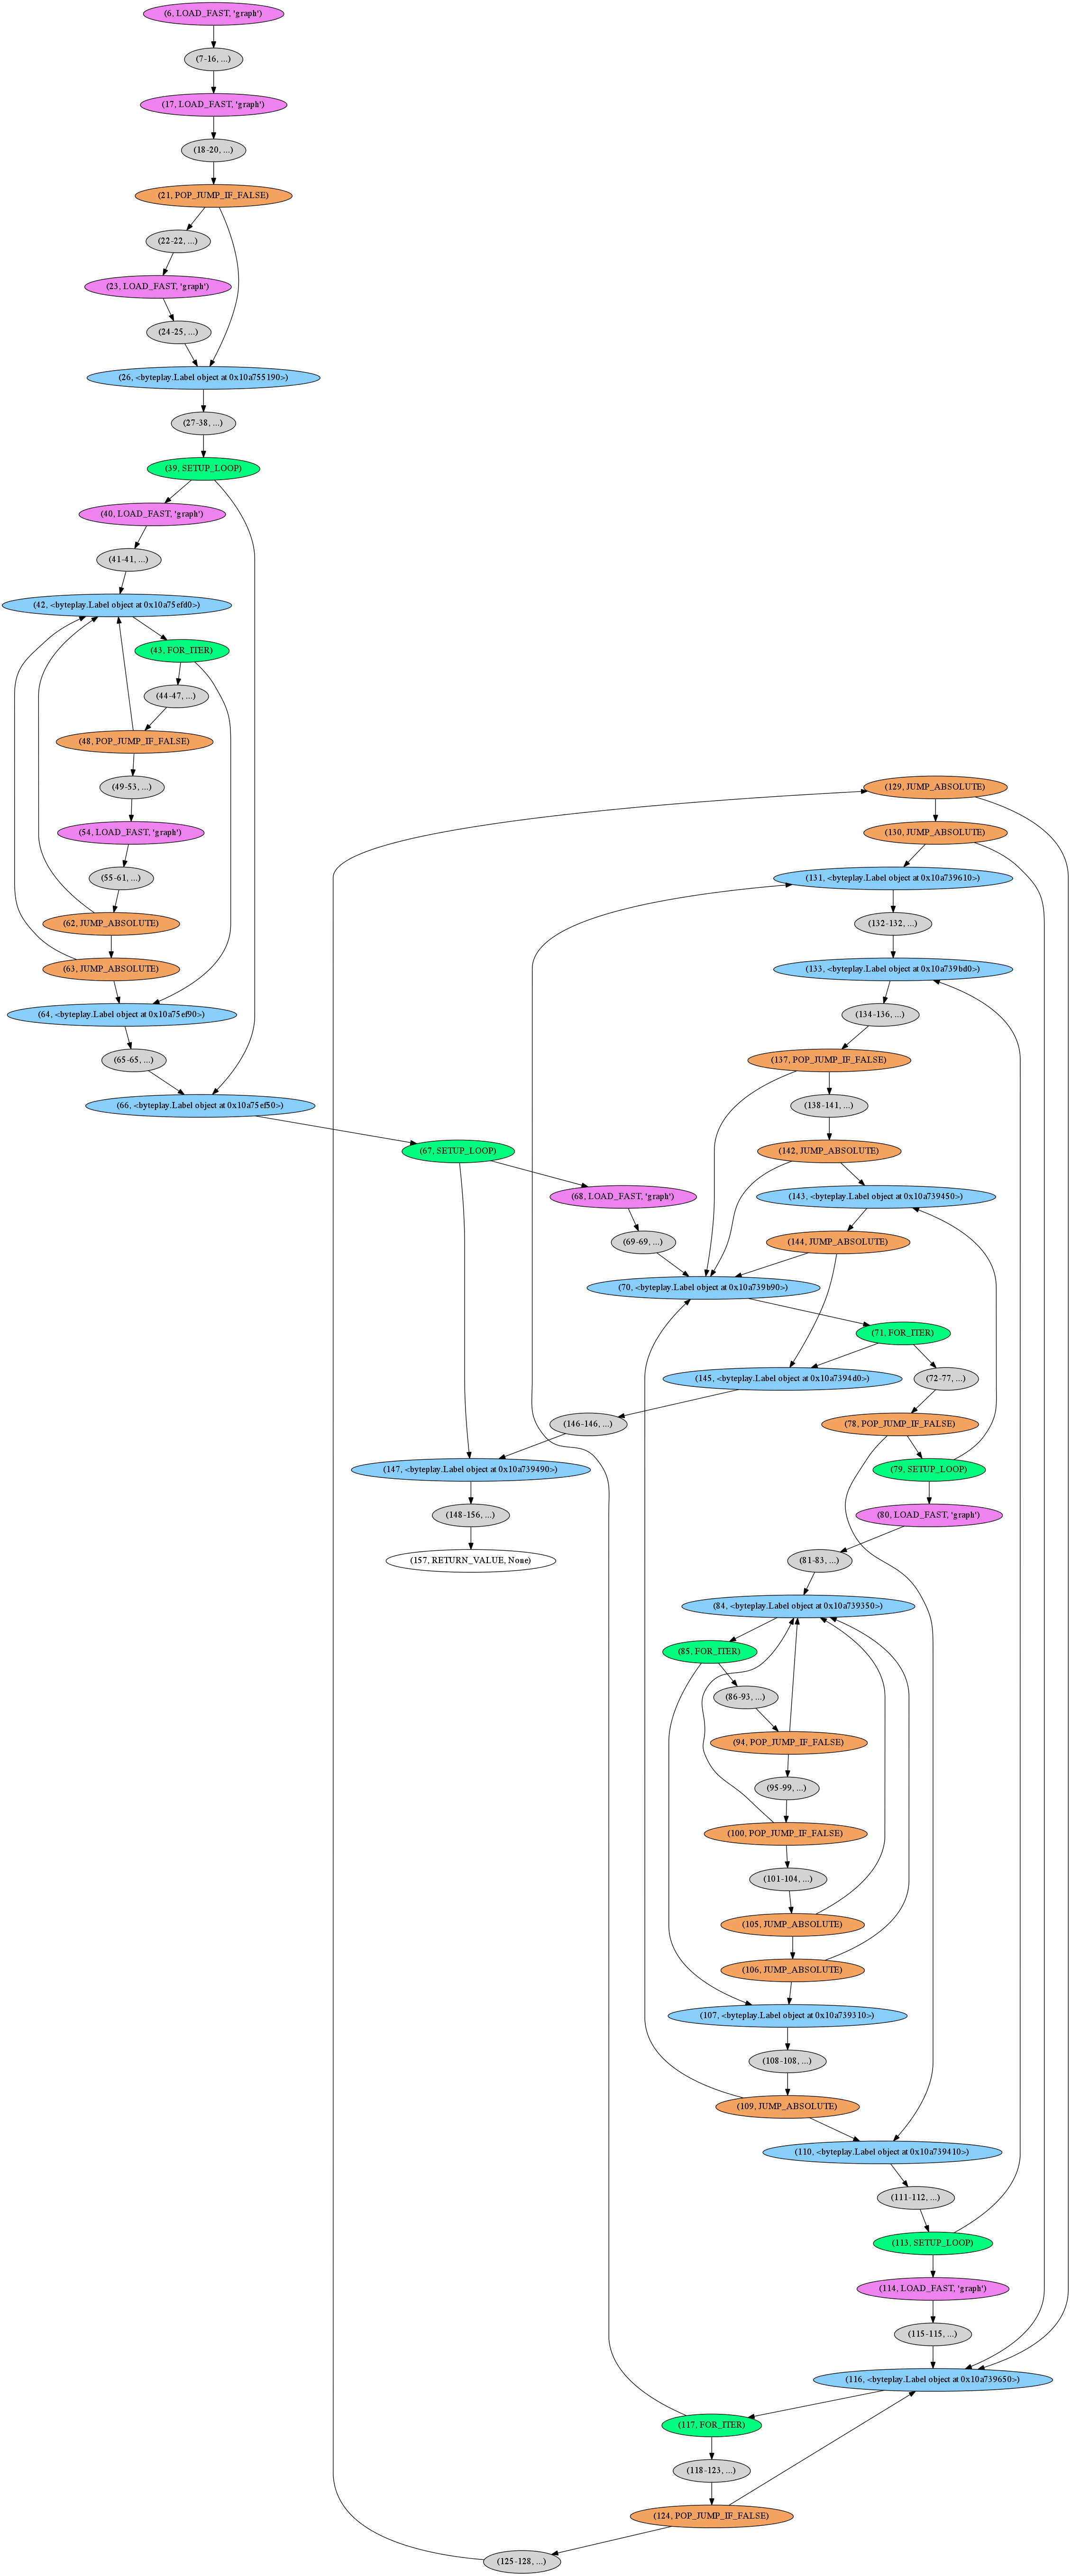 (6, LOAD_FAST, 'graph')
(7-16, ...)
(17, LOAD_FAST, 'graph')
(18-20, ...)
(21, POP_JUMP_IF_FALSE)
(22-22, ...)
(23, LOAD_FAST, 'graph')
(24-25, ...)
(26, <byteplay.Label object at 0x10a755190>)
(27-38, ...)
(39, SETUP_LOOP)
(40, LOAD_FAST, 'graph')
(41-41, ...)
(42, <byteplay.Label object at 0x10a75efd0>)
(43, FOR_ITER)
(44-47, ...)
(48, POP_JUMP_IF_FALSE)
(49-53, ...)
(54, LOAD_FAST, 'graph')
(55-61, ...)
(62, JUMP_ABSOLUTE)
(63, JUMP_ABSOLUTE)
(64, <byteplay.Label object at 0x10a75ef90>)
(65-65, ...)
(66, <byteplay.Label object at 0x10a75ef50>)
(129, JUMP_ABSOLUTE)
(130, JUMP_ABSOLUTE)
(131, <byteplay.Label object at 0x10a739610>)
(132-132, ...)
(133, <byteplay.Label object at 0x10a739bd0>)
(134-136, ...)
(137, POP_JUMP_IF_FALSE)
(138-141, ...)
(67, SETUP_LOOP)
(142, JUMP_ABSOLUTE)
(68, LOAD_FAST, 'graph')
(143, <byteplay.Label object at 0x10a739450>)
(69-69, ...)
(144, JUMP_ABSOLUTE)
(70, <byteplay.Label object at 0x10a739b90>)
(71, FOR_ITER)
(145, <byteplay.Label object at 0x10a7394d0>)
(72-77, ...)
(146-146, ...)
(78, POP_JUMP_IF_FALSE)
(147, <byteplay.Label object at 0x10a739490>)
(79, SETUP_LOOP)
(148-156, ...)
(80, LOAD_FAST, 'graph')
(157, RETURN_VALUE, None)
(81-83, ...)
(84, <byteplay.Label object at 0x10a739350>)
(85, FOR_ITER)
(86-93, ...)
(94, POP_JUMP_IF_FALSE)
(95-99, ...)
(100, POP_JUMP_IF_FALSE)
(101-104, ...)
(105, JUMP_ABSOLUTE)
(106, JUMP_ABSOLUTE)
(107, <byteplay.Label object at 0x10a739310>)
(108-108, ...)
(109, JUMP_ABSOLUTE)
(110, <byteplay.Label object at 0x10a739410>)
(111-112, ...)
(113, SETUP_LOOP)
(114, LOAD_FAST, 'graph')
(115-115, ...)
(116, <byteplay.Label object at 0x10a739650>)
(117, FOR_ITER)
(118-123, ...)
(124, POP_JUMP_IF_FALSE)
(125-128, ...)